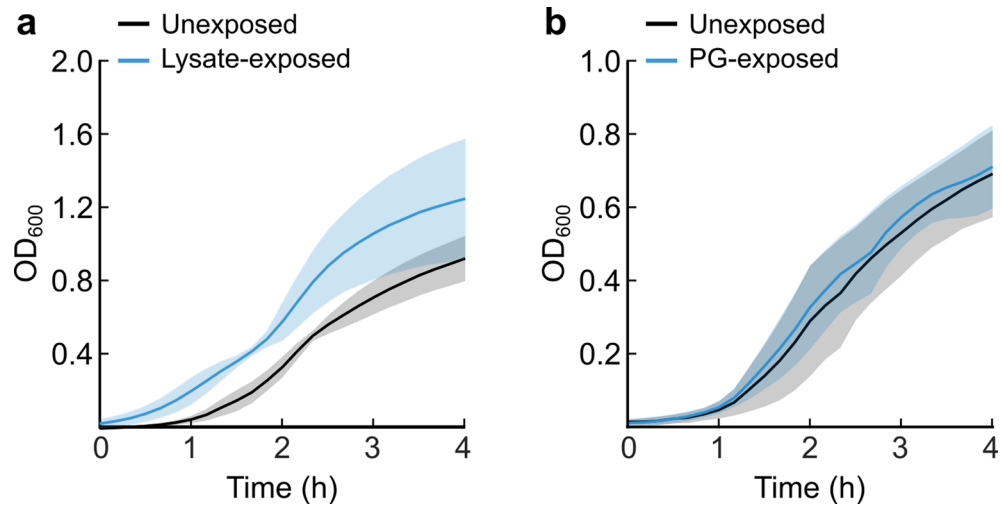 a
Unexposed
Lysate-exposed
2.0
1.6
1.2
0.8
0.4
OD600
0 1 2 3 4
Time (h)
b
Unexposed
PG-exposed
1.0
0.8
0.6
0.4
0.2
OD600
0 1 2 3 4
Time (h)